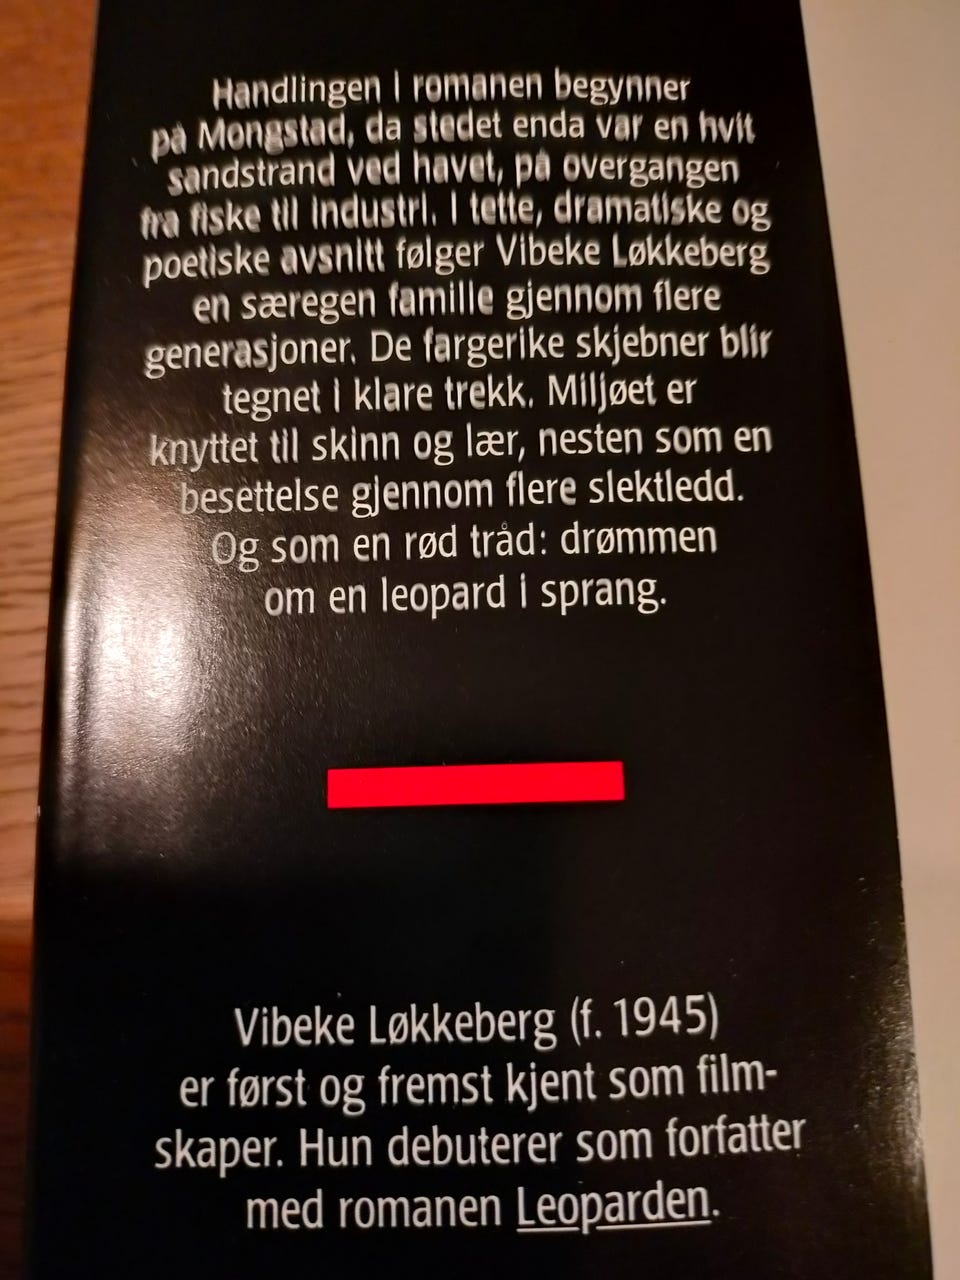 Handlingen i romanen begynner
på Mongstad, da stedet enda var en hvit
sandstrand ved havet, på overgangen
fra fiske til industri. I tette, dramatiske og
poetiske avsnitt følger Vibeke Løkkeberg
en særegen familie gjennom flere
generasjoner. De fargerike skjebner blir
tegnet i klare trekk. Miljøet er
knyttet til skinn og lær, nesten som en
besettelse gjennom flere slektledd.
Og som en rød tråd: drømmen
om en leopard i sprang.
Vibeke Løkkeberg (f. 1945)
er først og fremst kjent som film-
skaper. Hun debuterer som forfatter
med romanen Leoparden.